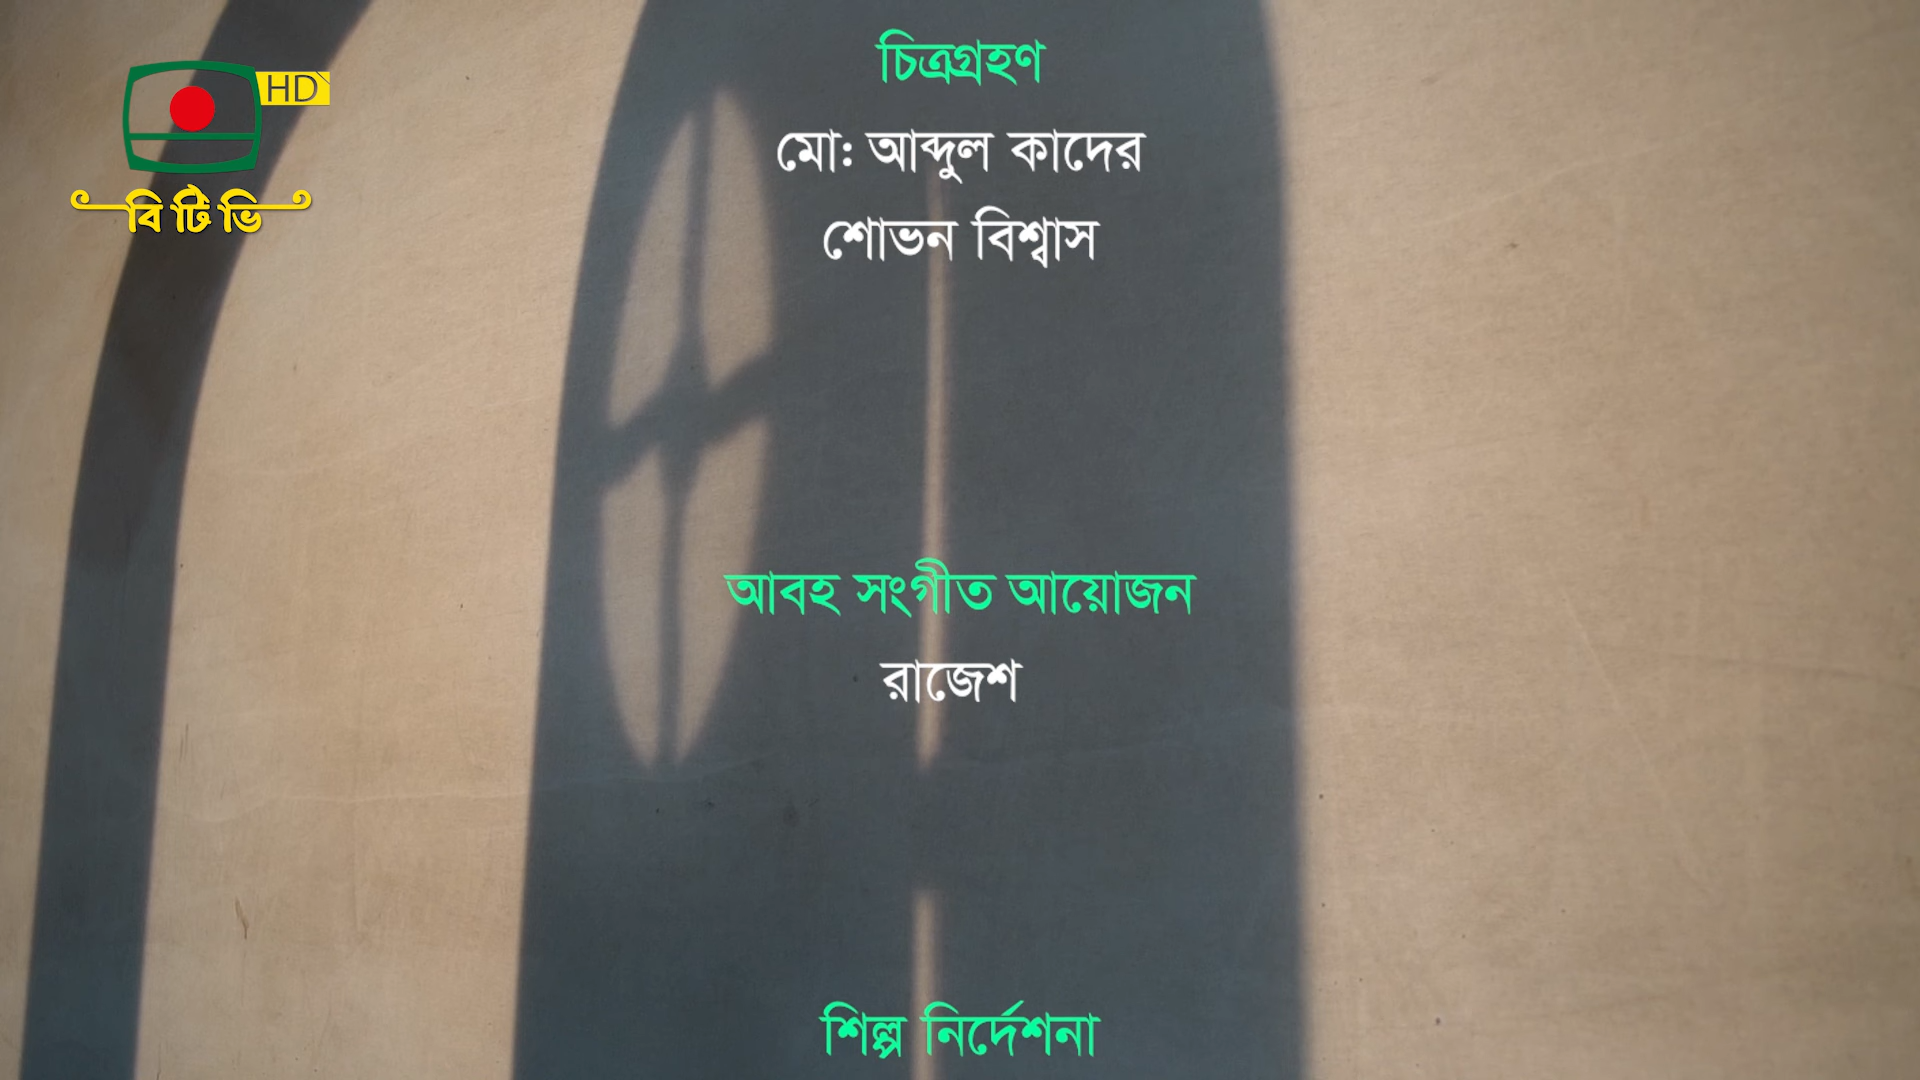 HD
বিটিভি
চিত্রগ্রহণ
মো: আব্দুল কাদের
শোভন বিশ্বাস
আবহ সংগীত আয়োজন
রাজেশ
শিল্প নির্দেশনা